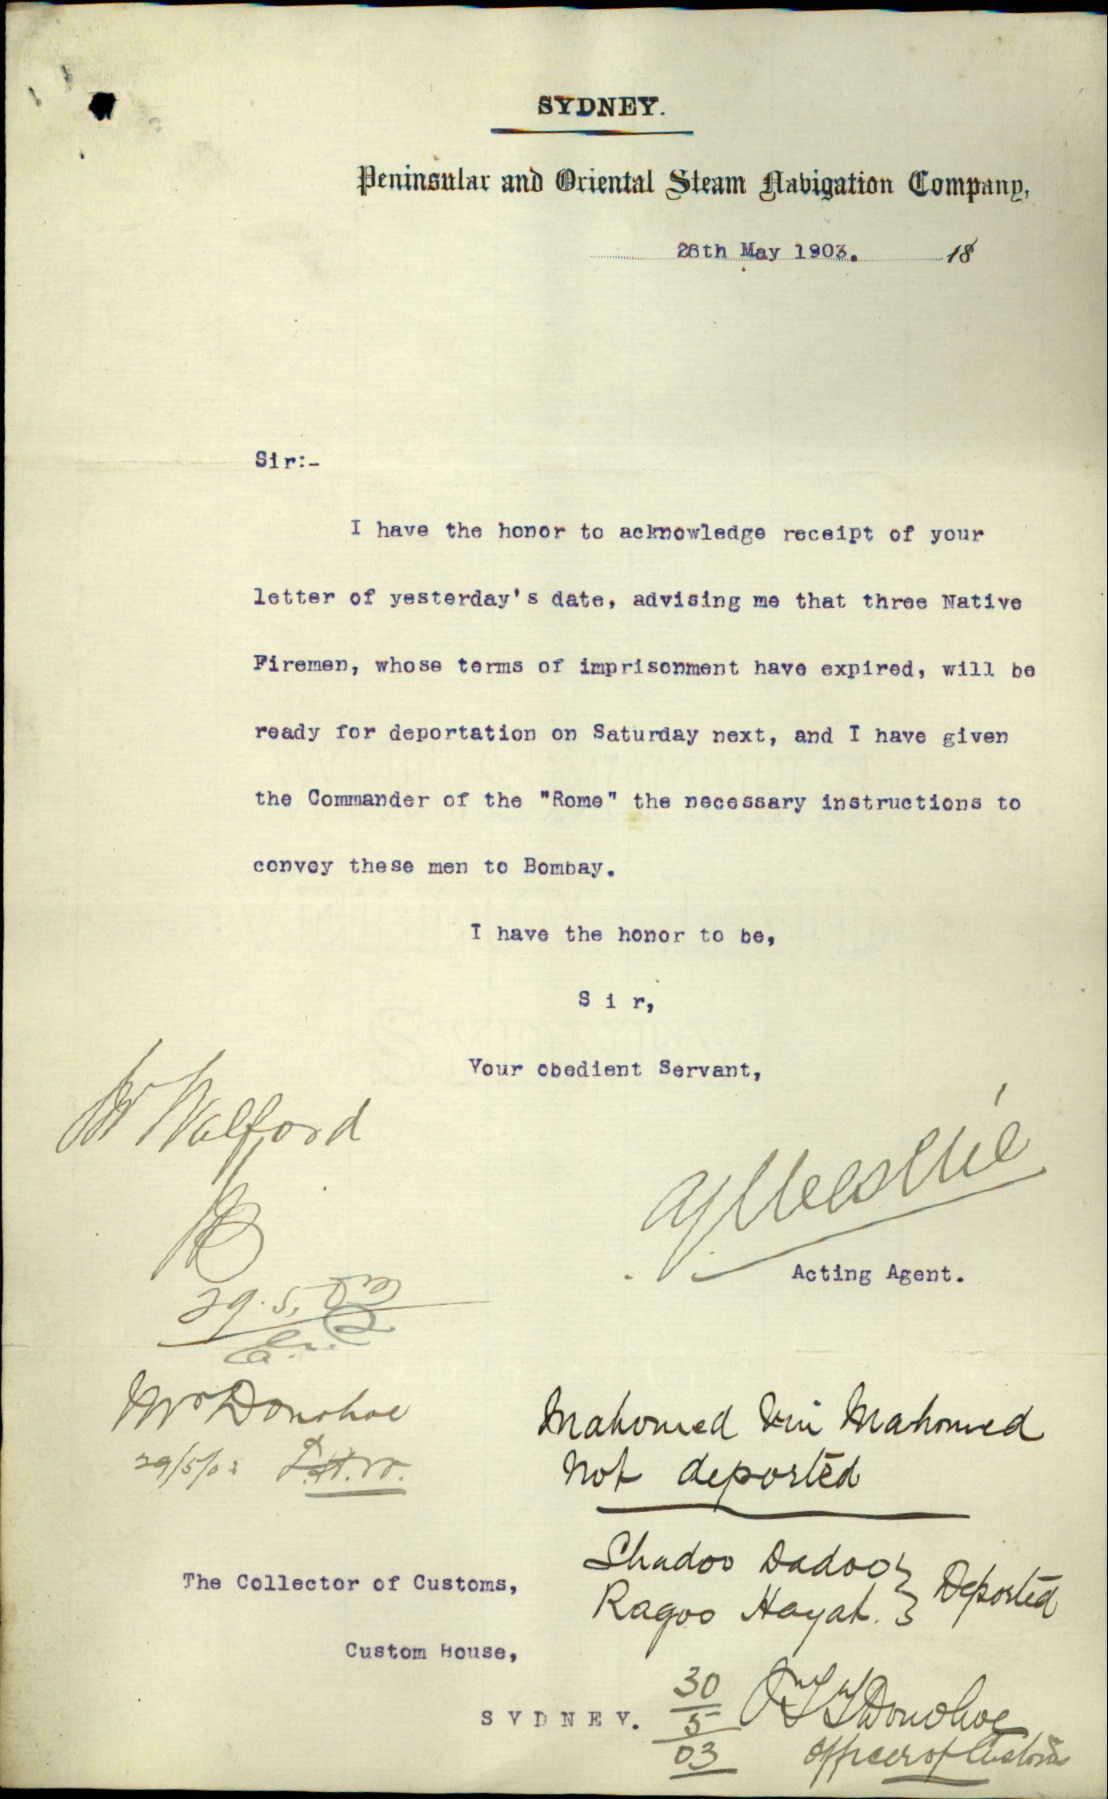 SYDNEY.
Peninsular and Oriental Steam Navigation Company,
28th May 1903. 18
Sir:-
I have the honor to acknowledge receipt of your
letter of yesterday's date, advising me that three Native
Firemen, whose terms of imprisonment have expired, will be
ready for deportation on Saturday next, and I have given
the Commander of the "Rome" the necessary instructions to
convey these men to Bombay.
I have the honor to be,
S i r,
Your obedient Servant,
Mr Walford
29.5.03
Acting Agent.
Mr Donohoe
29/5/03
Mahomed Mahomed
not deported
Shadoo Dadoo } Deported
Ragoo Hayat. }
The Collector of Customs,
Custom House,
S Y D N E Y.
30
5
03
Donohoe
Officer of Customs